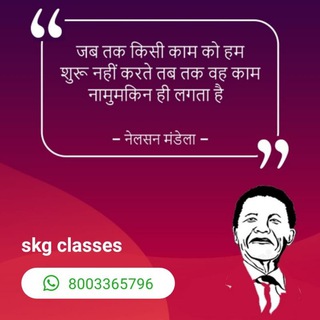 जब तक किसी काम को हम
शुरू नहीं करते तब तक वह काम
नामुमकिन ही लगता है
– नेलसन मंडेला –
skg classes
8003365796